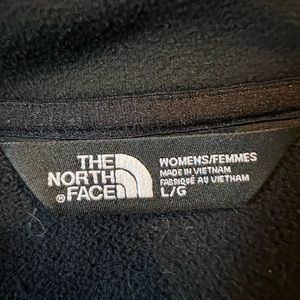 THE
NORTH
®FACE
WOMENS/FEMMES
MADE IN VIETNAM
FABRIQUÉ AU VIETNAM
L/G